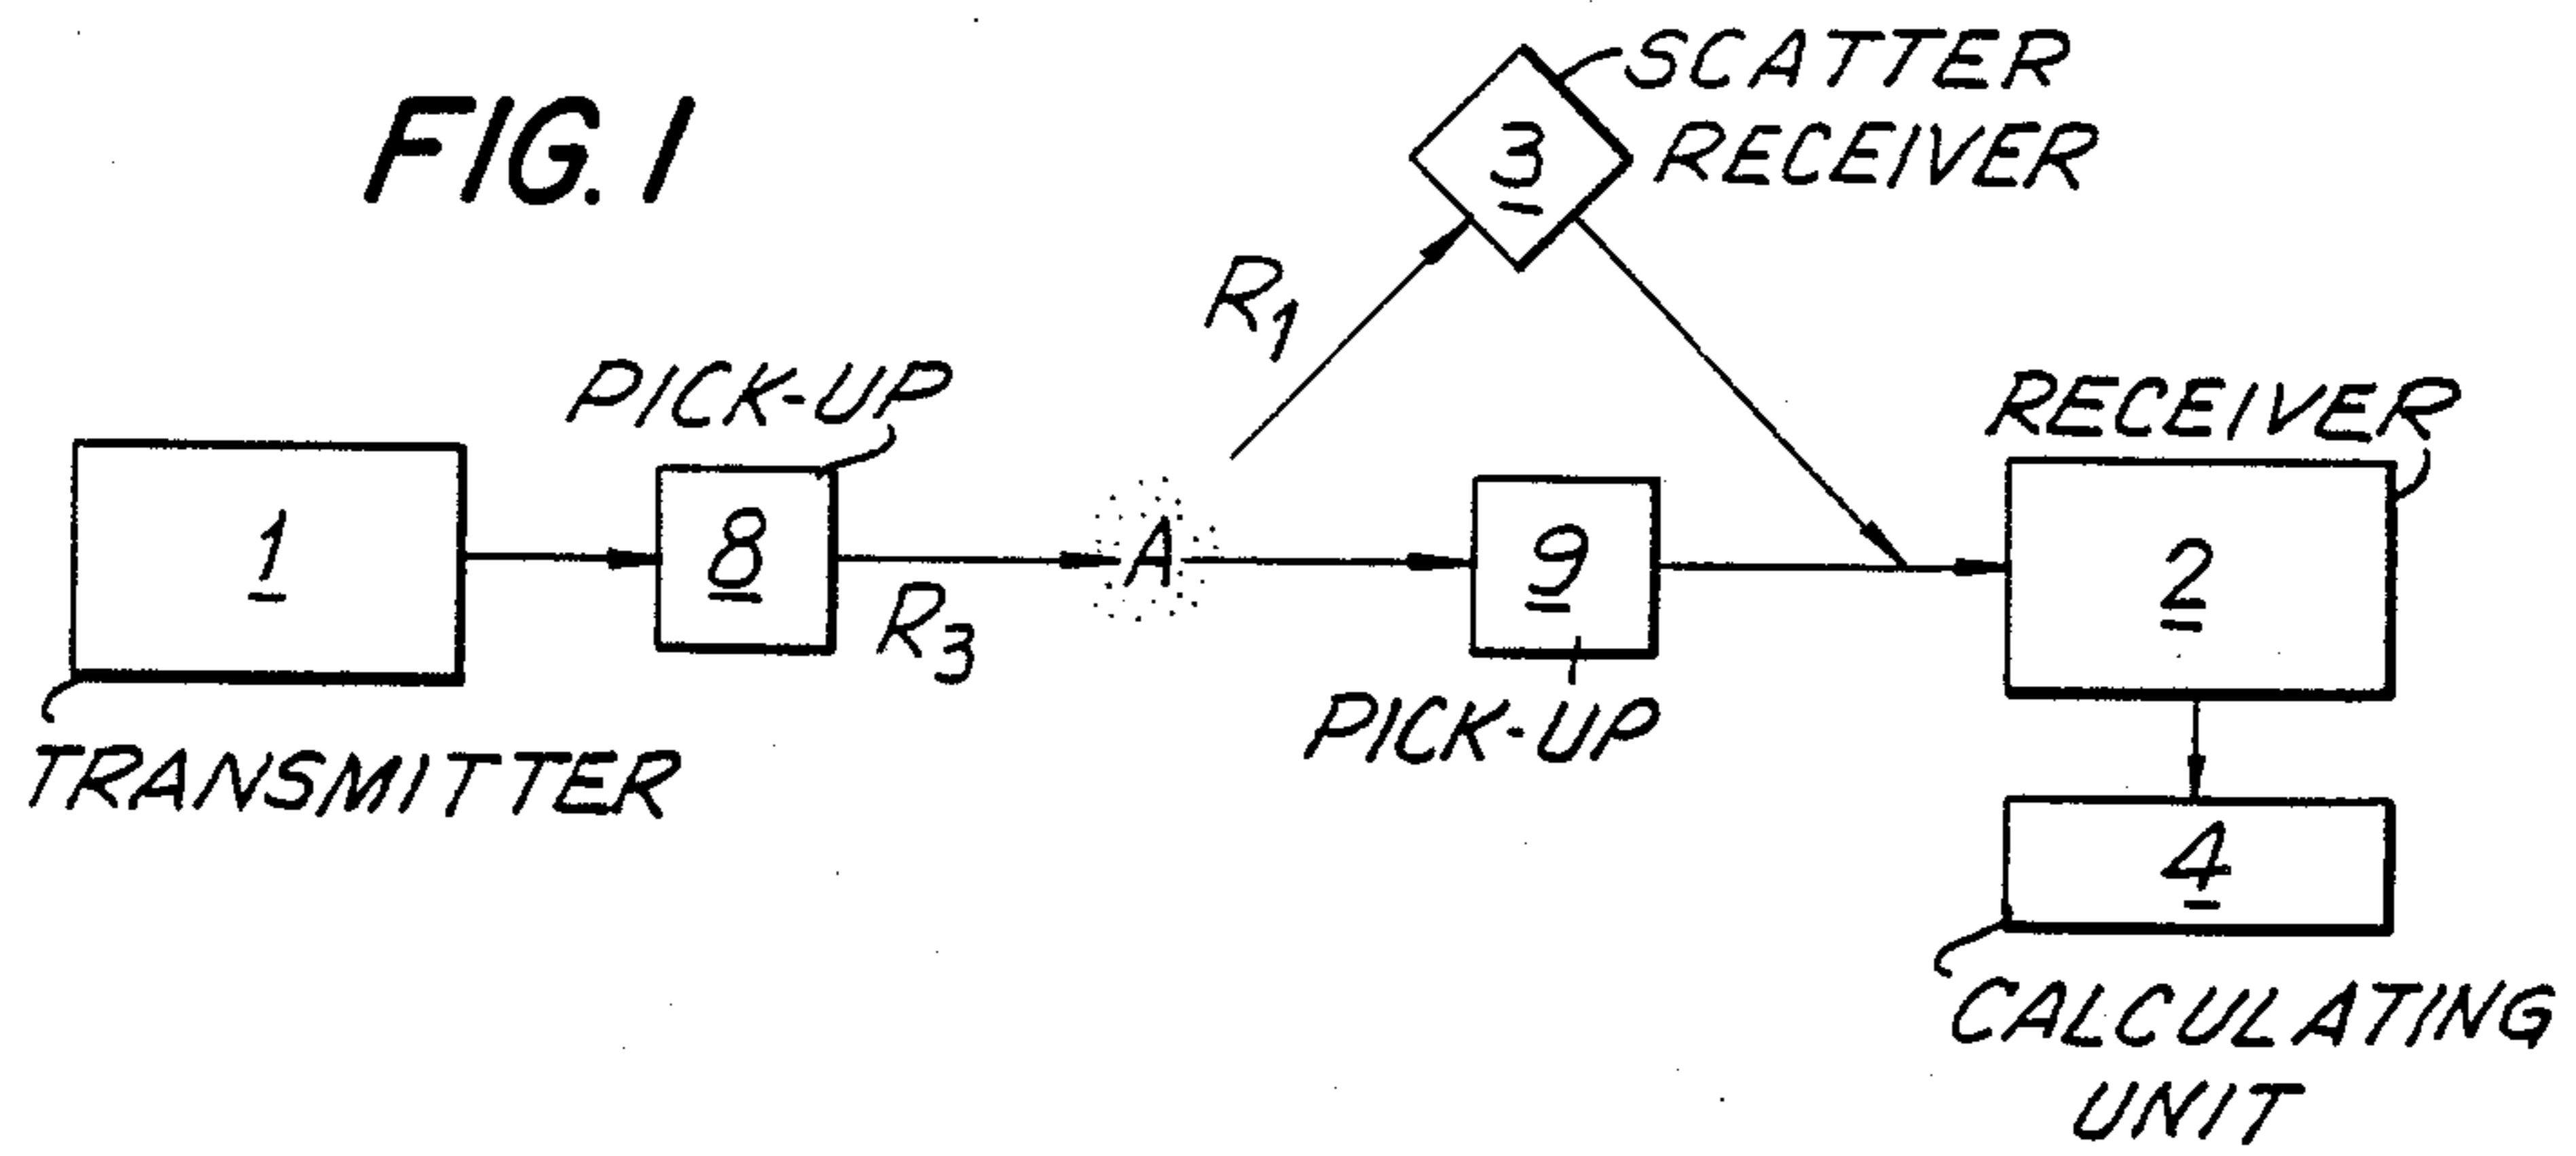 FIG. 1
SCATTER
RECEIVER
3
R1
PICK-UP
RECEIVER
1
8
R3
A
9
2
PICK-UP
TRANSMITTER
4
CALCULATING
UNIT